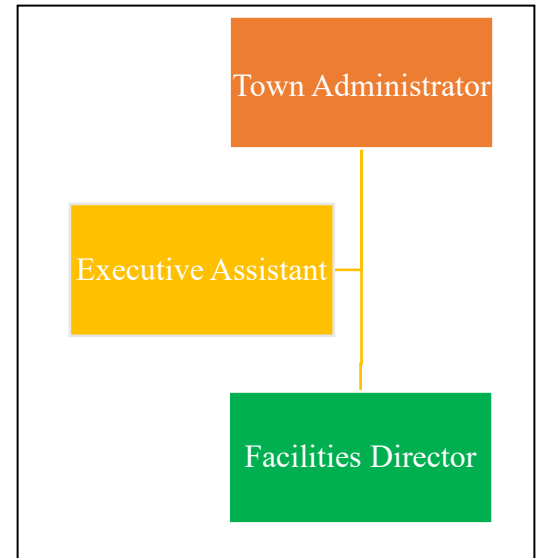 Town Administrator
Executive Assistant
Facilities Director